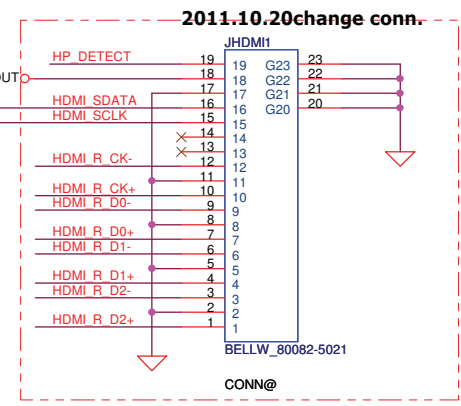 2011.10.20change conn.
JHDMI1
HP_DETECT 19 19 G23 23
OUT 18 18 G22 22
17 17 G21 21
HDMI_SDATA 16 16 G20 20
HDMI_SCLK 15 15
14 14
13 13
HDMI_R_CK- 12 12
11 11
HDMI_R_CK+ 10 10
HDMI_R_D0- 9 9
8 8
HDMI_R_D0+ 7 7
HDMI_R_D1- 6 6
5 5
HDMI_R_D1+ 4 4
HDMI_R_D2- 3 3
2 2
HDMI_R_D2+ 1 1
BELLW_80082-5021
CONN@